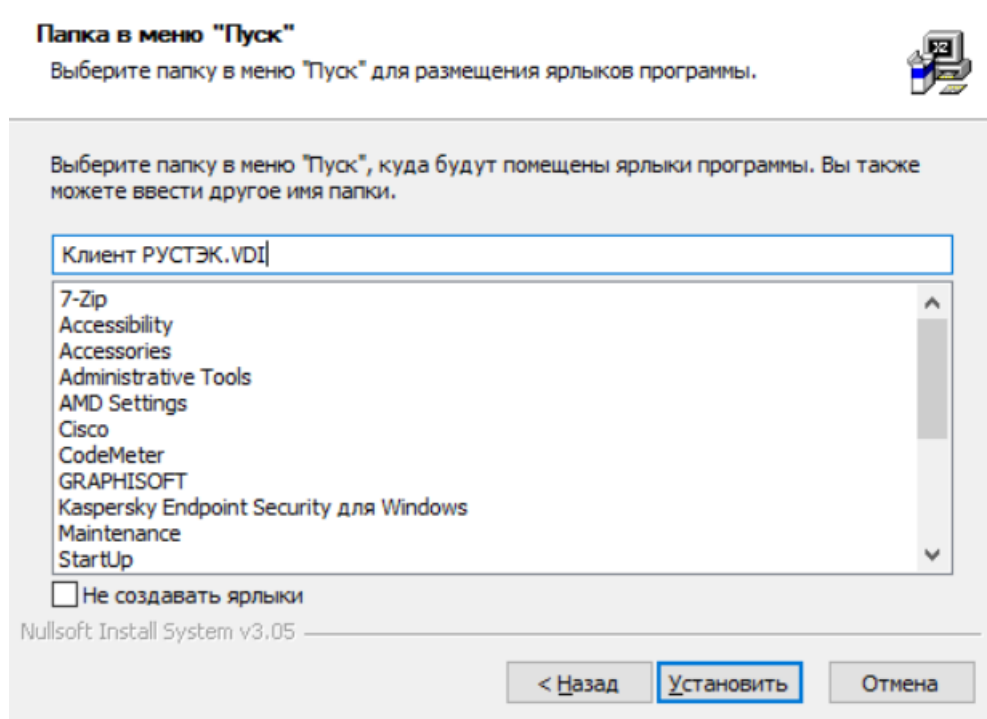 Папка в меню "Пуск"
Выберите папку в меню "Пуск" для размещения ярлыков программы.
Выберите папку в меню "Пуск", куда будут помещены ярлыки программы. Вы также
можете ввести другое имя папки.
Клиент РУСТЭК.VDI
7-Zip
Accessibility
Accessories
Administrative Tools
AMD Settings
Cisco
CodeMeter
GRAPHISOFT
Kaspersky Endpoint Security для Windows
Maintenance
StartUp
Не создавать ярлыки
Nullsoft Install System v3.05
< Назад Установить Отмена